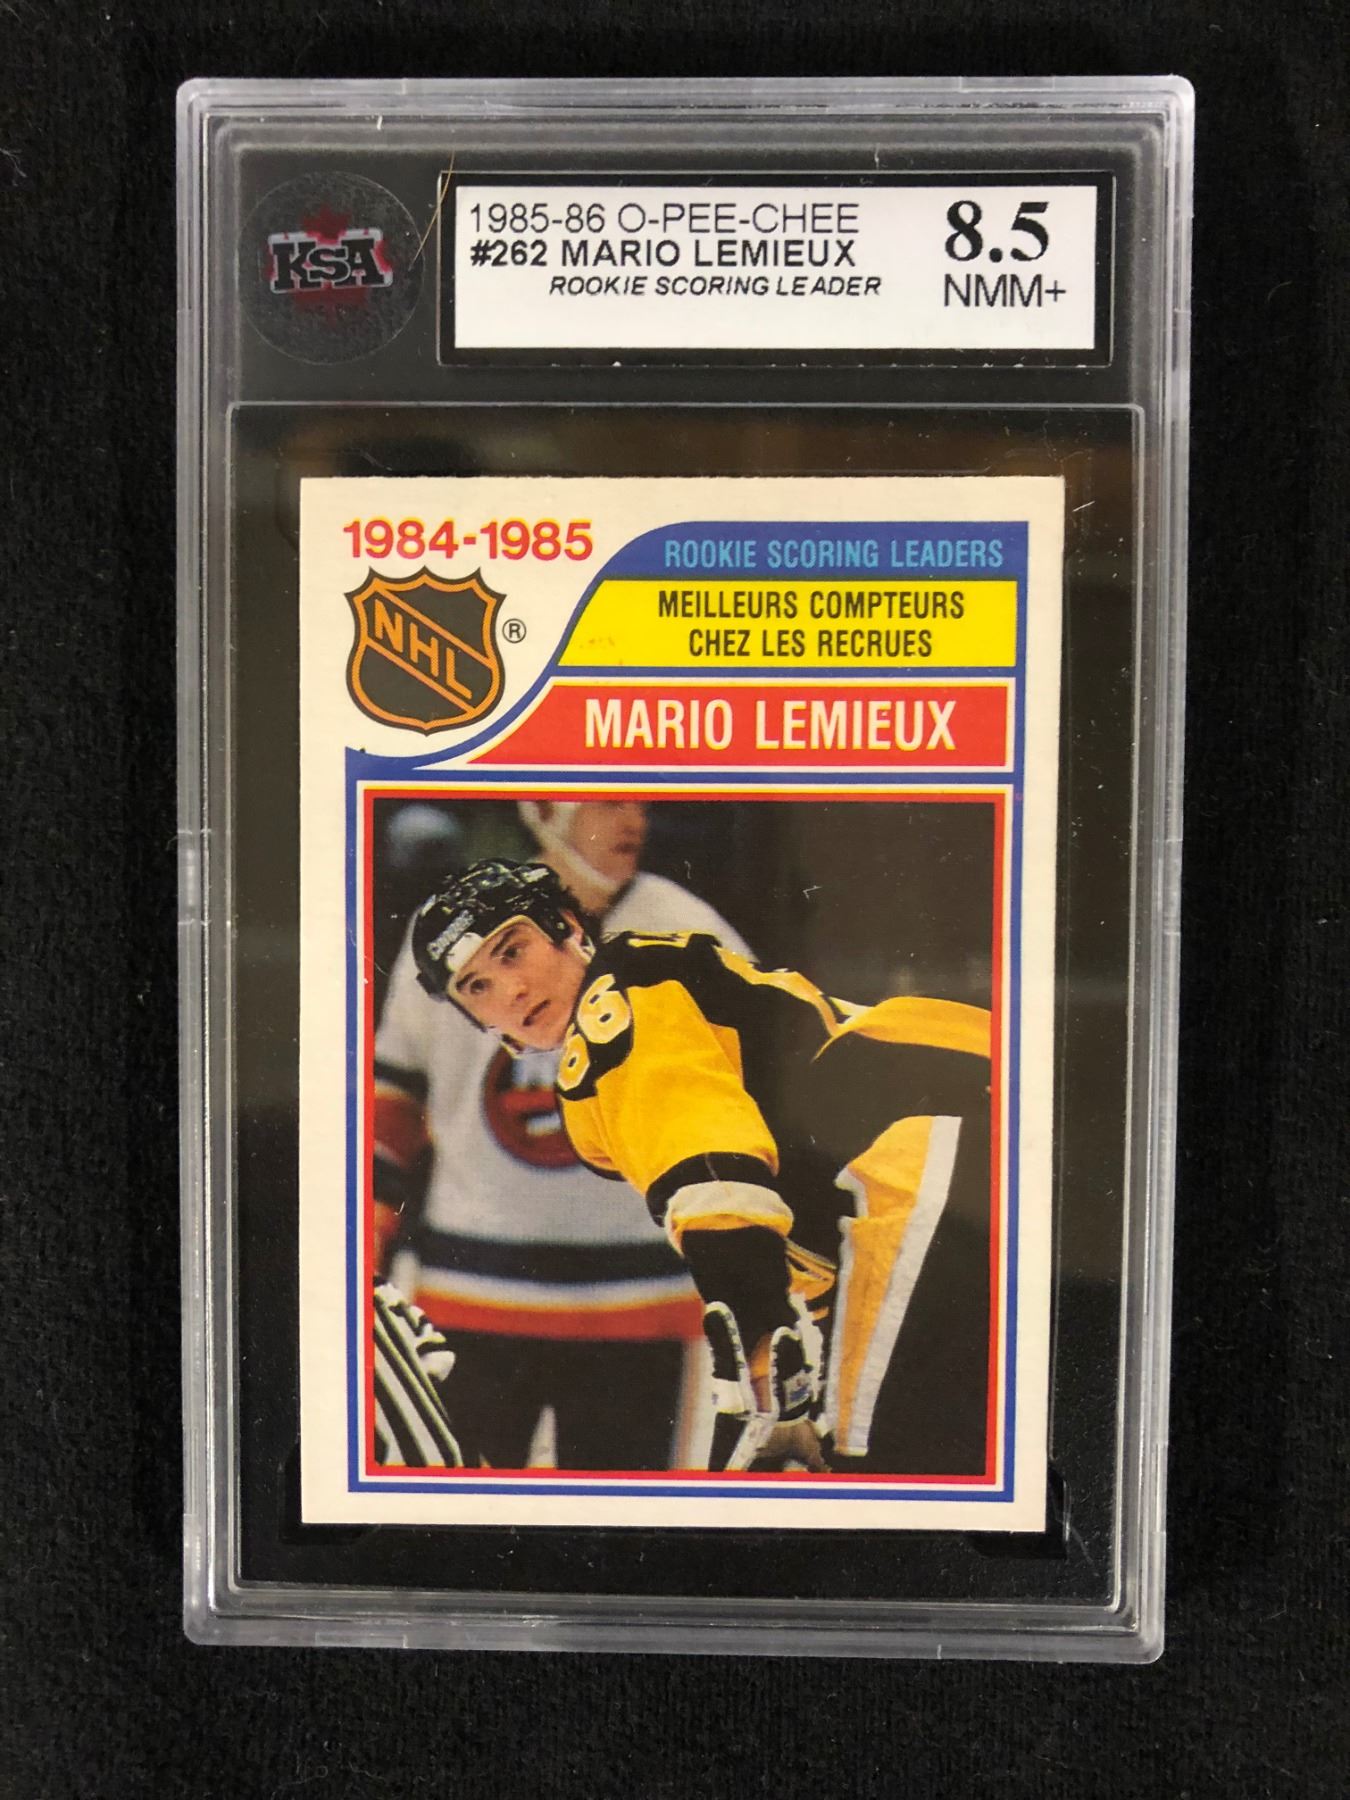 KSA
1985-86 O-PEE-CHEE
#262 MARIO LEMIEUX
ROOKIE SCORING LEADER
8.5
NMM+
1984-1985
NHL
®
ROOKIE SCORING LEADERS
MEILLEURS COMPTEURS
CHEZ LES RECRUES
MARIO LEMIEUX
66